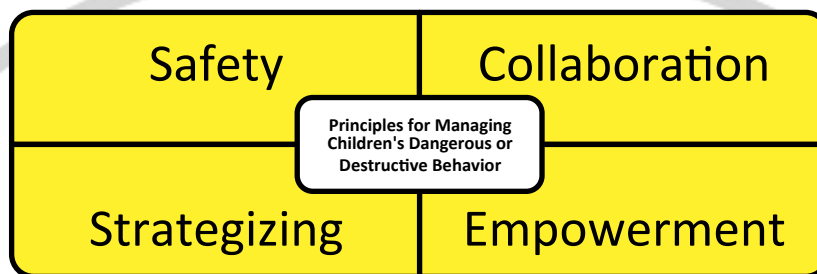 Safety
Collaboration
Principles for Managing
Children's Dangerous or
Destructive Behavior
Strategizing
Empowerment